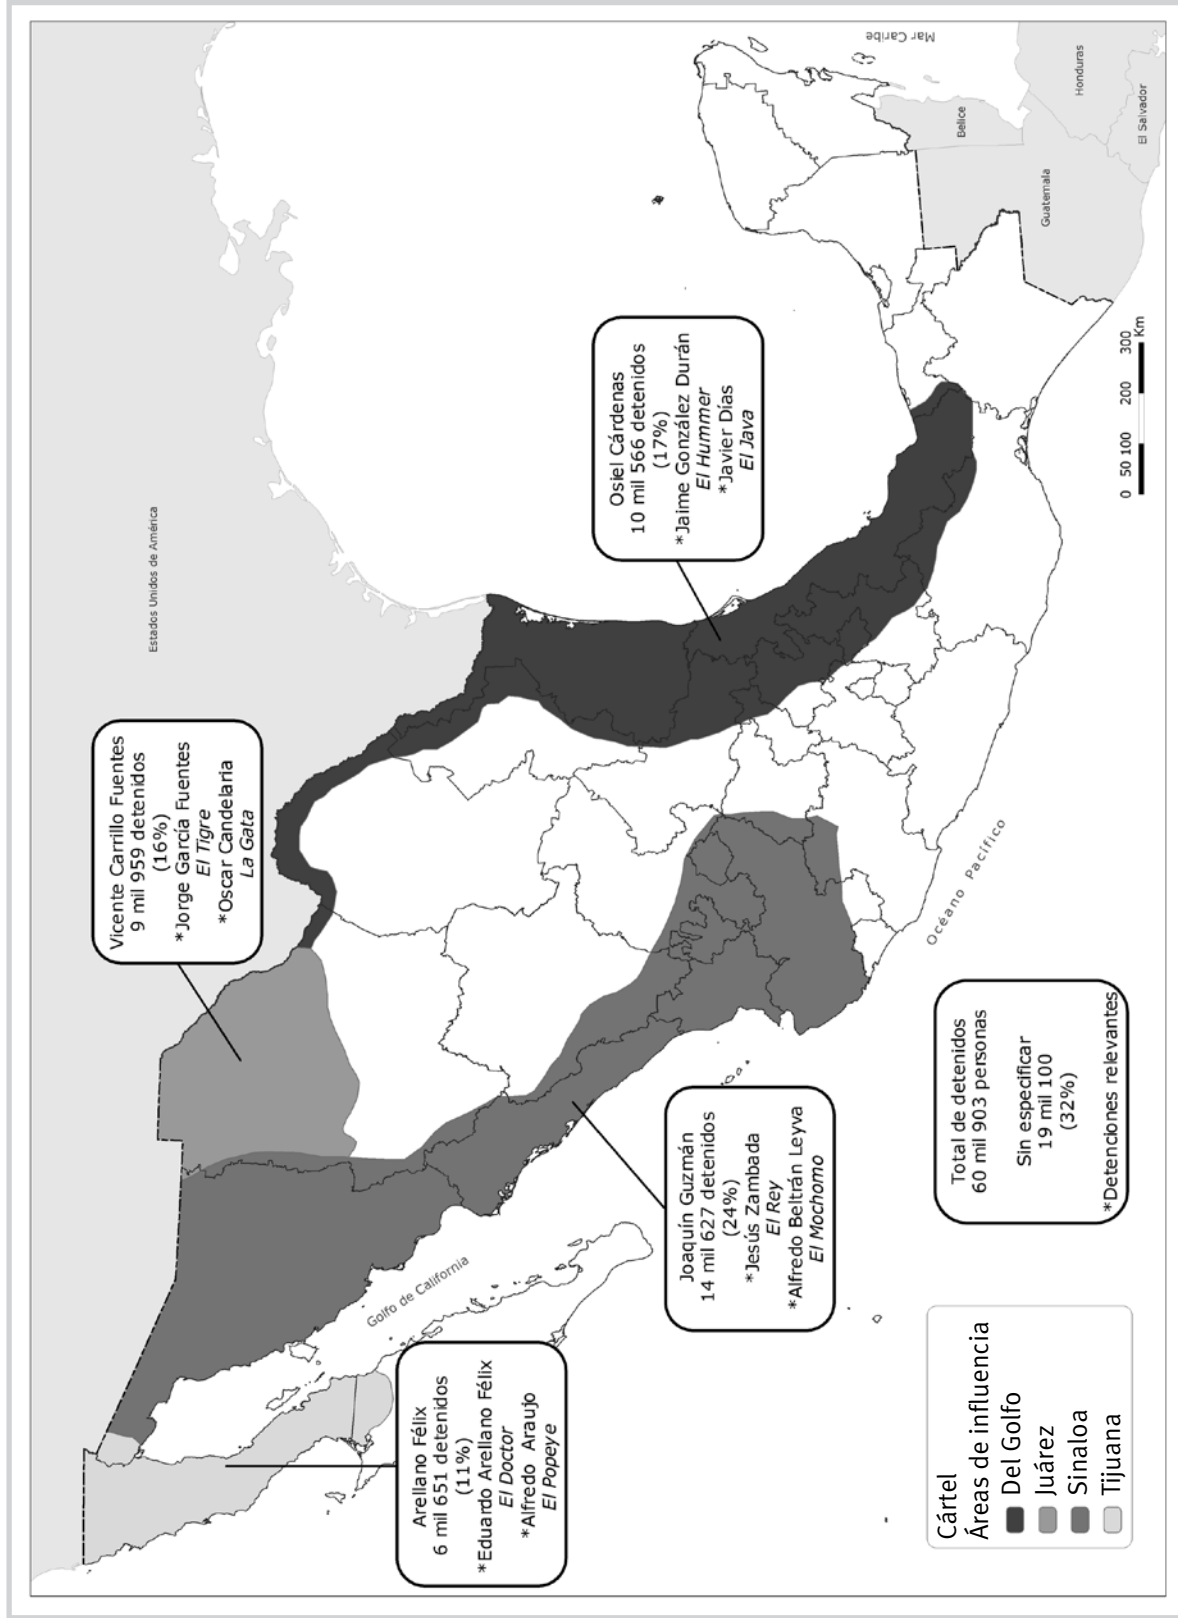 Estados Unidos de América
Vicente Carrillo Fuentes
9 mil 959 detenidos
(16%)
*Jorge García Fuentes
El Tigre
*Oscar Candelaria
La Gata
Arellano Félix
6 mil 651 detenidos
(11%)
*Eduardo Arellano Félix
El Doctor
*Alfredo Araujo
El Popeye
Golfo de California
Osiel Cárdenas
10 mil 566 detenidos
(17%)
*Jaime González Durán
El Hummer
*Javier Días
El Java
Joaquín Guzmán
14 mil 627 detenidos
(24%)
*Jesús Zambada
El Rey
*Alfredo Beltrán Leyva
El Mochomo
Mar Caribe
Belice
Guatemala
Honduras
El Salvador
Océano Pacífico
Total de detenidos
60 mil 903 personas
Sin especificar
19 mil 100
(32%)
*Detenciones relevantes
0 50 100 200 300
Km
Cártel
Áreas de influencia
Del Golfo
Juárez
Sinaloa
Tijuana